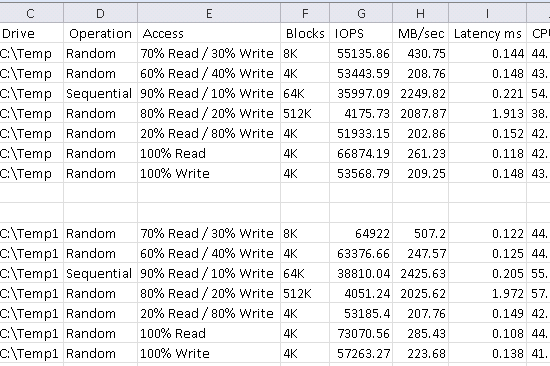 C D E F G H I
Drive Operation Access Blocks IOPS MB/sec Latency ms CPU
C:\Temp Random 70% Read / 30% Write 8K 55135.86 430.75 0.144 44.
C:\Temp Random 60% Read / 40% Write 4K 53443.59 208.76 0.148 43.
C:\Temp Sequential 90% Read / 10% Write 64K 35997.09 2249.82 0.221 54.
C:\Temp Random 80% Read / 20% Write 512K 4175.73 2087.87 1.913 38.
C:\Temp Random 20% Read / 80% Write 4K 51933.15 202.86 0.152 42.
C:\Temp Random 100% Read 4K 66874.19 261.23 0.118 42.
C:\Temp Random 100% Write 4K 53568.79 209.25 0.148 43.
C:\Temp1 Random 70% Read / 30% Write 8K 64922 507.2 0.122 44.
C:\Temp1 Random 60% Read / 40% Write 4K 63376.66 247.57 0.125 44.
C:\Temp1 Sequential 90% Read / 10% Write 64K 38810.04 2425.63 0.205 55.
C:\Temp1 Random 80% Read / 20% Write 512K 4051.24 2025.62 1.972 57.
C:\Temp1 Random 20% Read / 80% Write 4K 53185.4 207.76 0.149 42.
C:\Temp1 Random 100% Read 4K 73070.56 285.43 0.108 44.
C:\Temp1 Random 100% Write 4K 57263.27 223.68 0.138 41.